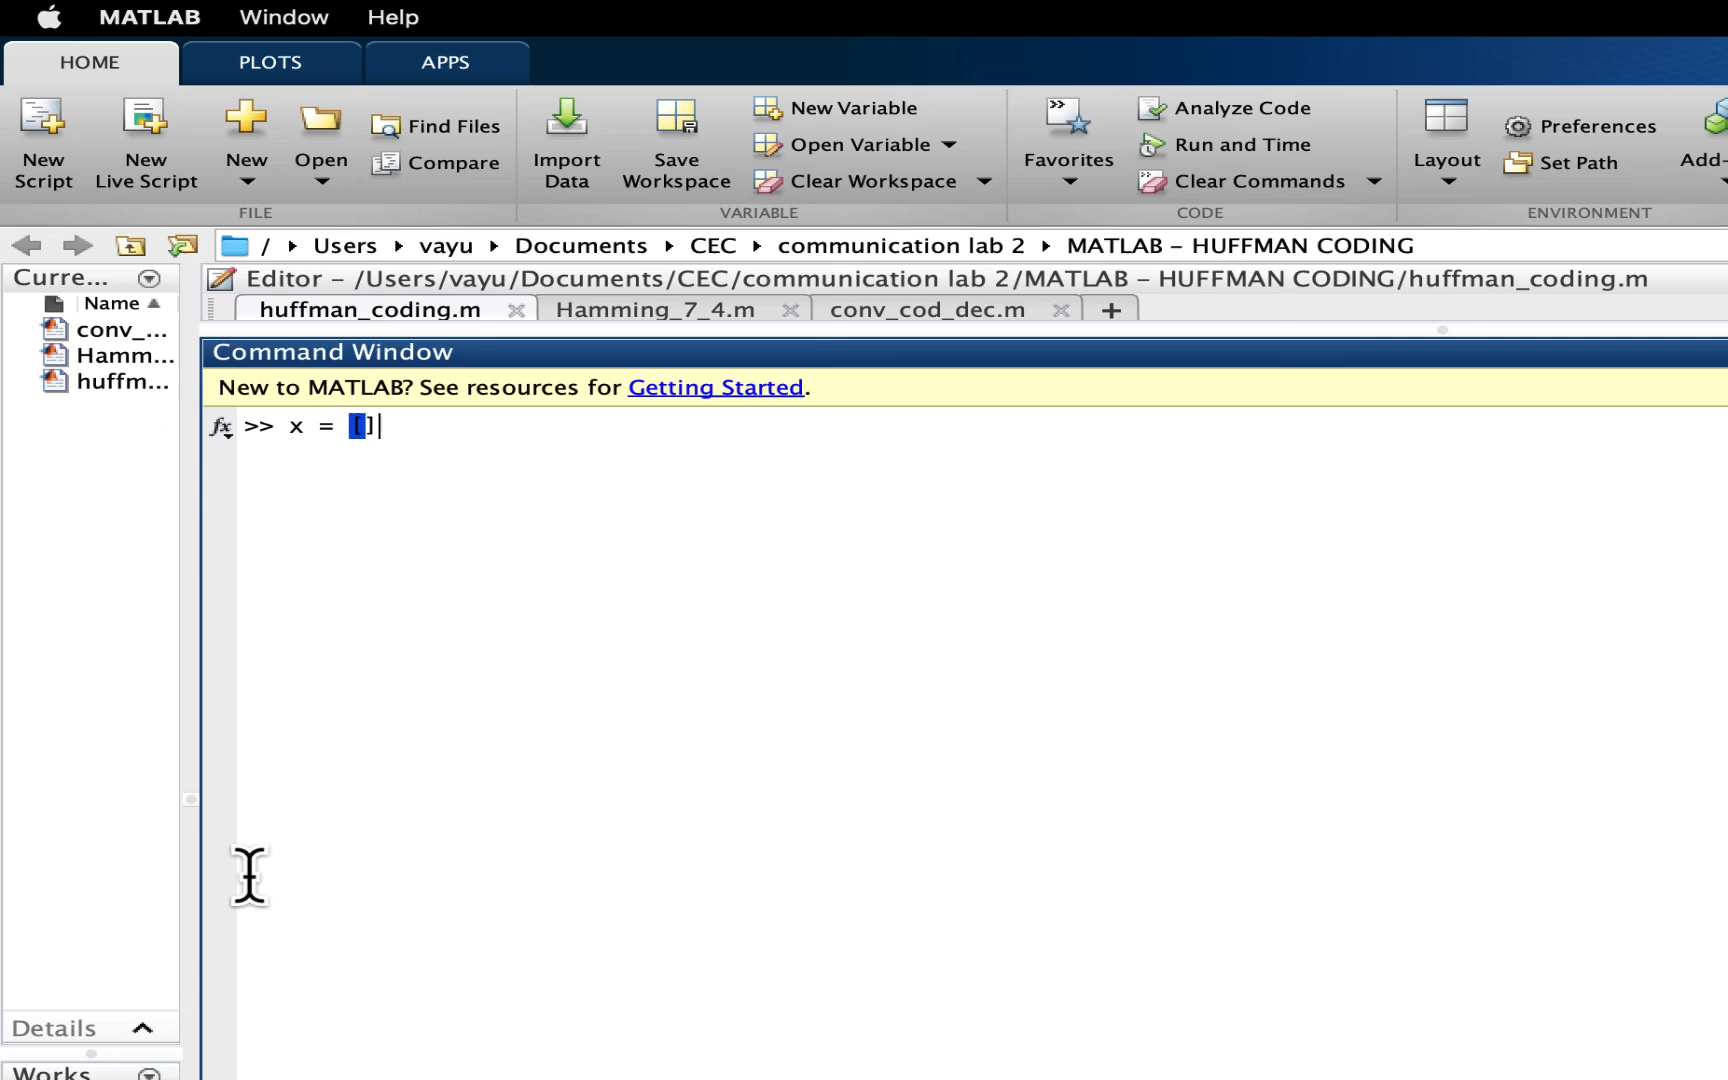 MATLAB Window Help
HOME PLOTS APPS
New Script
New Live Script
New
Open
Find Files
Compare
FILE
Import Data
Save Workspace
New Variable
Open Variable
Clear Workspace
VARIABLE
Favorites
Analyze Code
Run and Time
Clear Commands
CODE
Layout
Preferences
Set Path
Add-
ENVIRONMENT
/ Users vayu Documents CEC communication lab 2 MATLAB - HUFFMAN CODING
Curre...
Name
conv_...
Hamm...
huffm...
Editor - /Users/vayu/Documents/CEC/communication lab 2/MATLAB - HUFFMAN CODING/huffman_coding.m
huffman_coding.m Hamming_7_4.m conv_cod_dec.m +
Command Window
New to MATLAB? See resources for Getting Started.
fx >> x = []
Details
Works